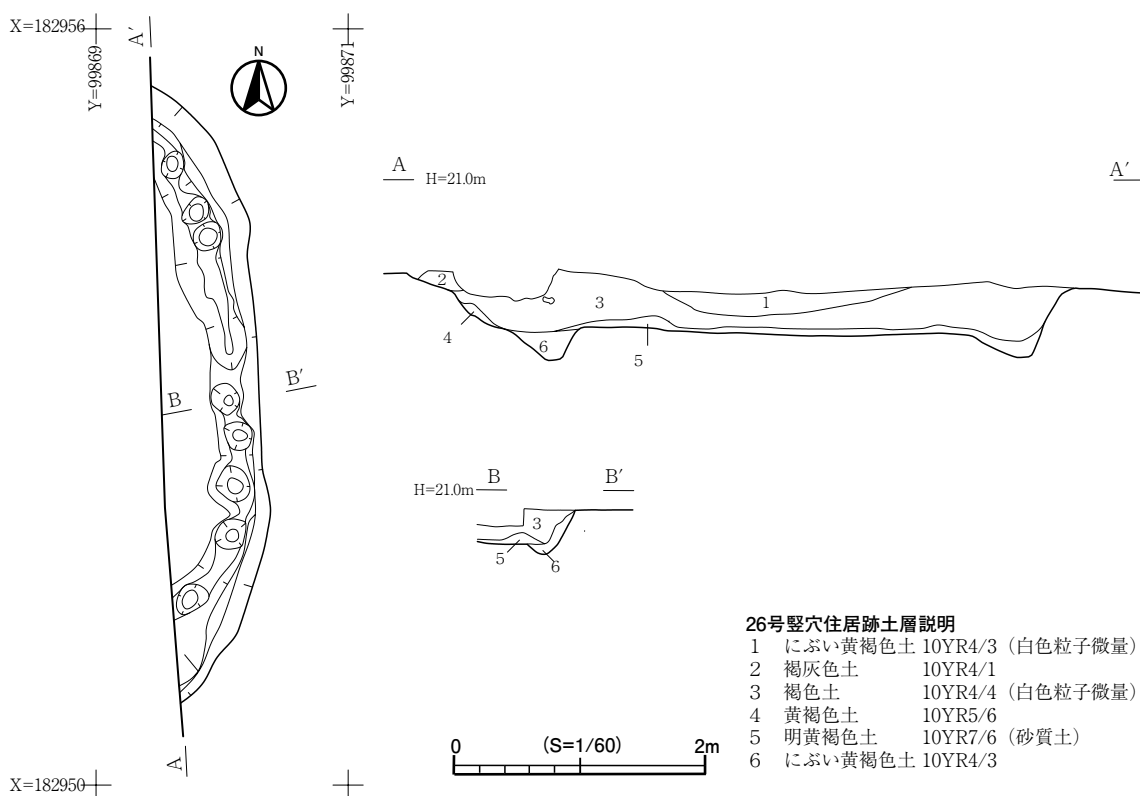 X=182956
Y=99869
A′
Y=99871
N
A
H=21.0m
A′
2
3
1
4
6
5
B
B′
H=21.0m
B
B′
3
5
6
A
X=182950
0
(S=1/60)
2m
26号竪穴住居跡土層説明
1 にぶい黄褐色土 10YR4/3（白色粒子微量）
2 褐灰色土 10YR4/1
3 褐色土 10YR4/4（白色粒子微量）
4 黄褐色土 10YR5/6
5 明黄褐色土 10YR7/6（砂質土）
6 にぶい黄褐色土 10YR4/3